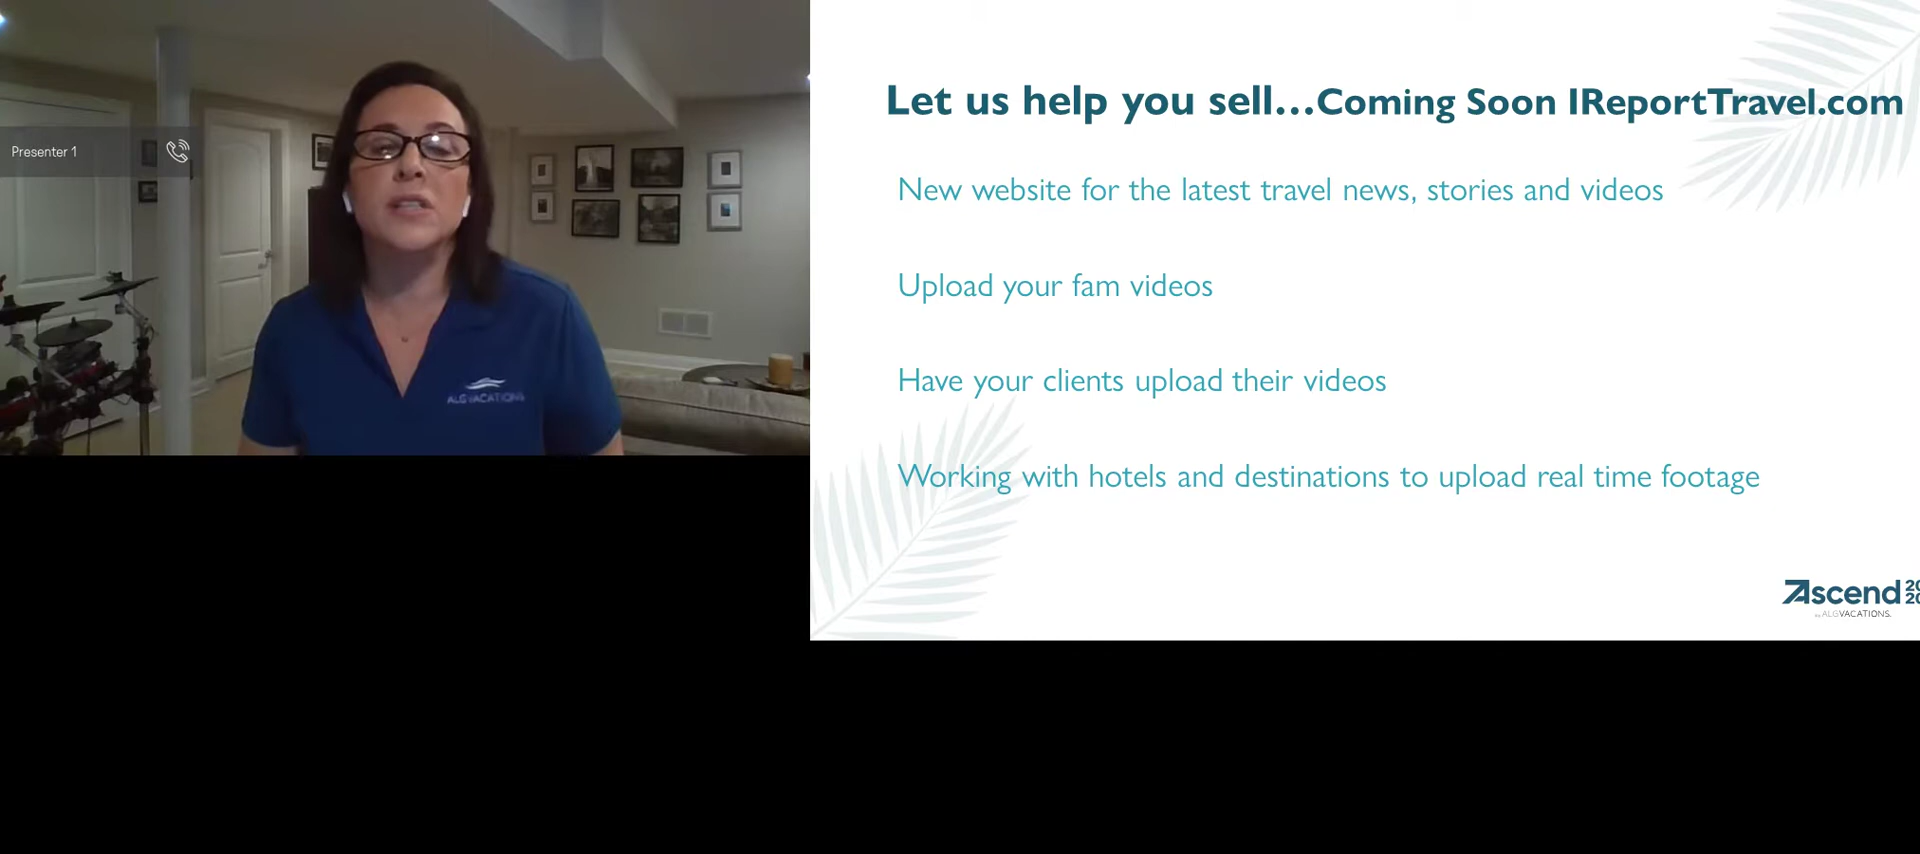 Presenter 1
ALGVACATIONS
Let us help you sell...Coming Soon IReportTravel.com
New website for the latest travel news, stories and videos
Upload your fam videos
Have your clients upload their videos
Working with hotels and destinations to upload real time footage
Ascend
ALGVACATIONS.